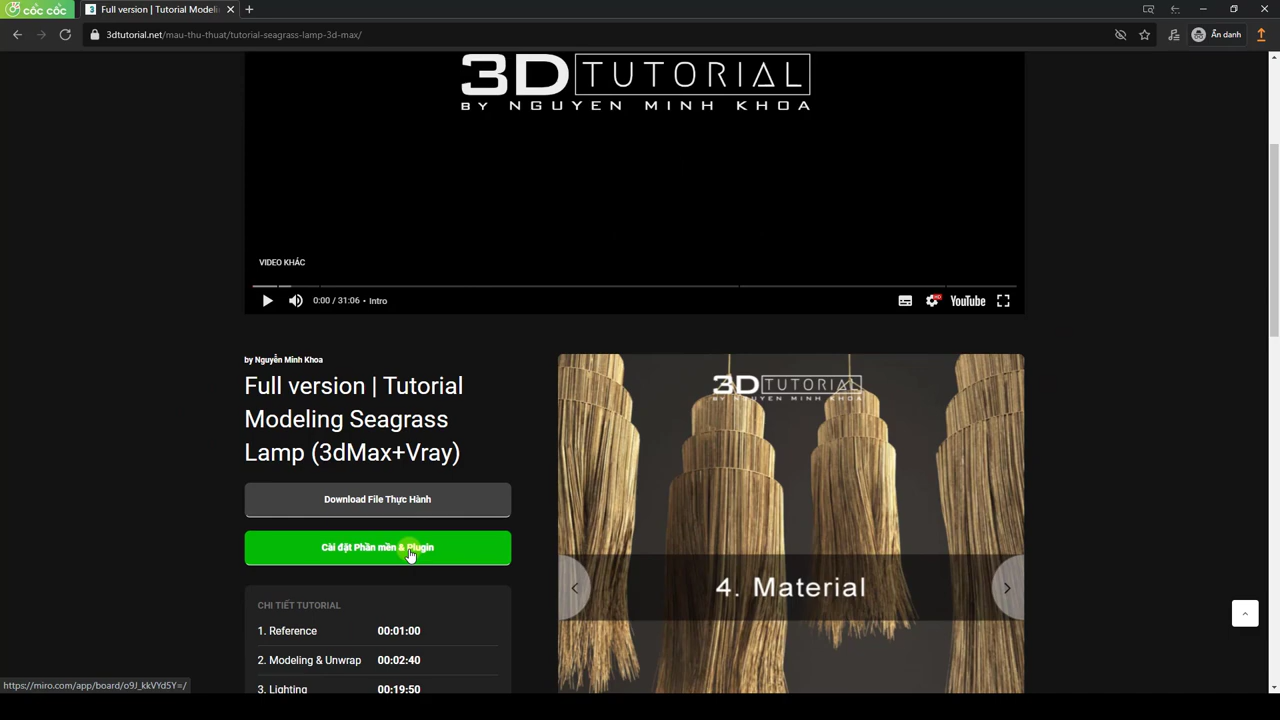 cốc cốc
Full version | Tutorial Modeli
3dtutorial.net/mau-thu-thuat/tutorial-seagrass-lamp-3d-max/
Ẩn danh
3D TUTORIAL
BY NGUYEN MINH KHOA
VIDEO KHÁC
0:00 / 31:06 • Intro
HD
YouTube
by Nguyễn Minh Khoa
Full version | Tutorial
Modeling Seagrass
Lamp (3dMax+Vray)
Download File Thực Hành
Cài đặt Phần mền & Plugin
CHI TIẾT TUTORIAL
1. Reference 00:01:00
2. Modeling & Unwrap 00:02:40
3. Lighting 00:19:50
3D TUTORIAL
BY NGUYEN MINH KHOA
4. Material
https://miro.com/app/board/o9J_kkVYd5Y=/